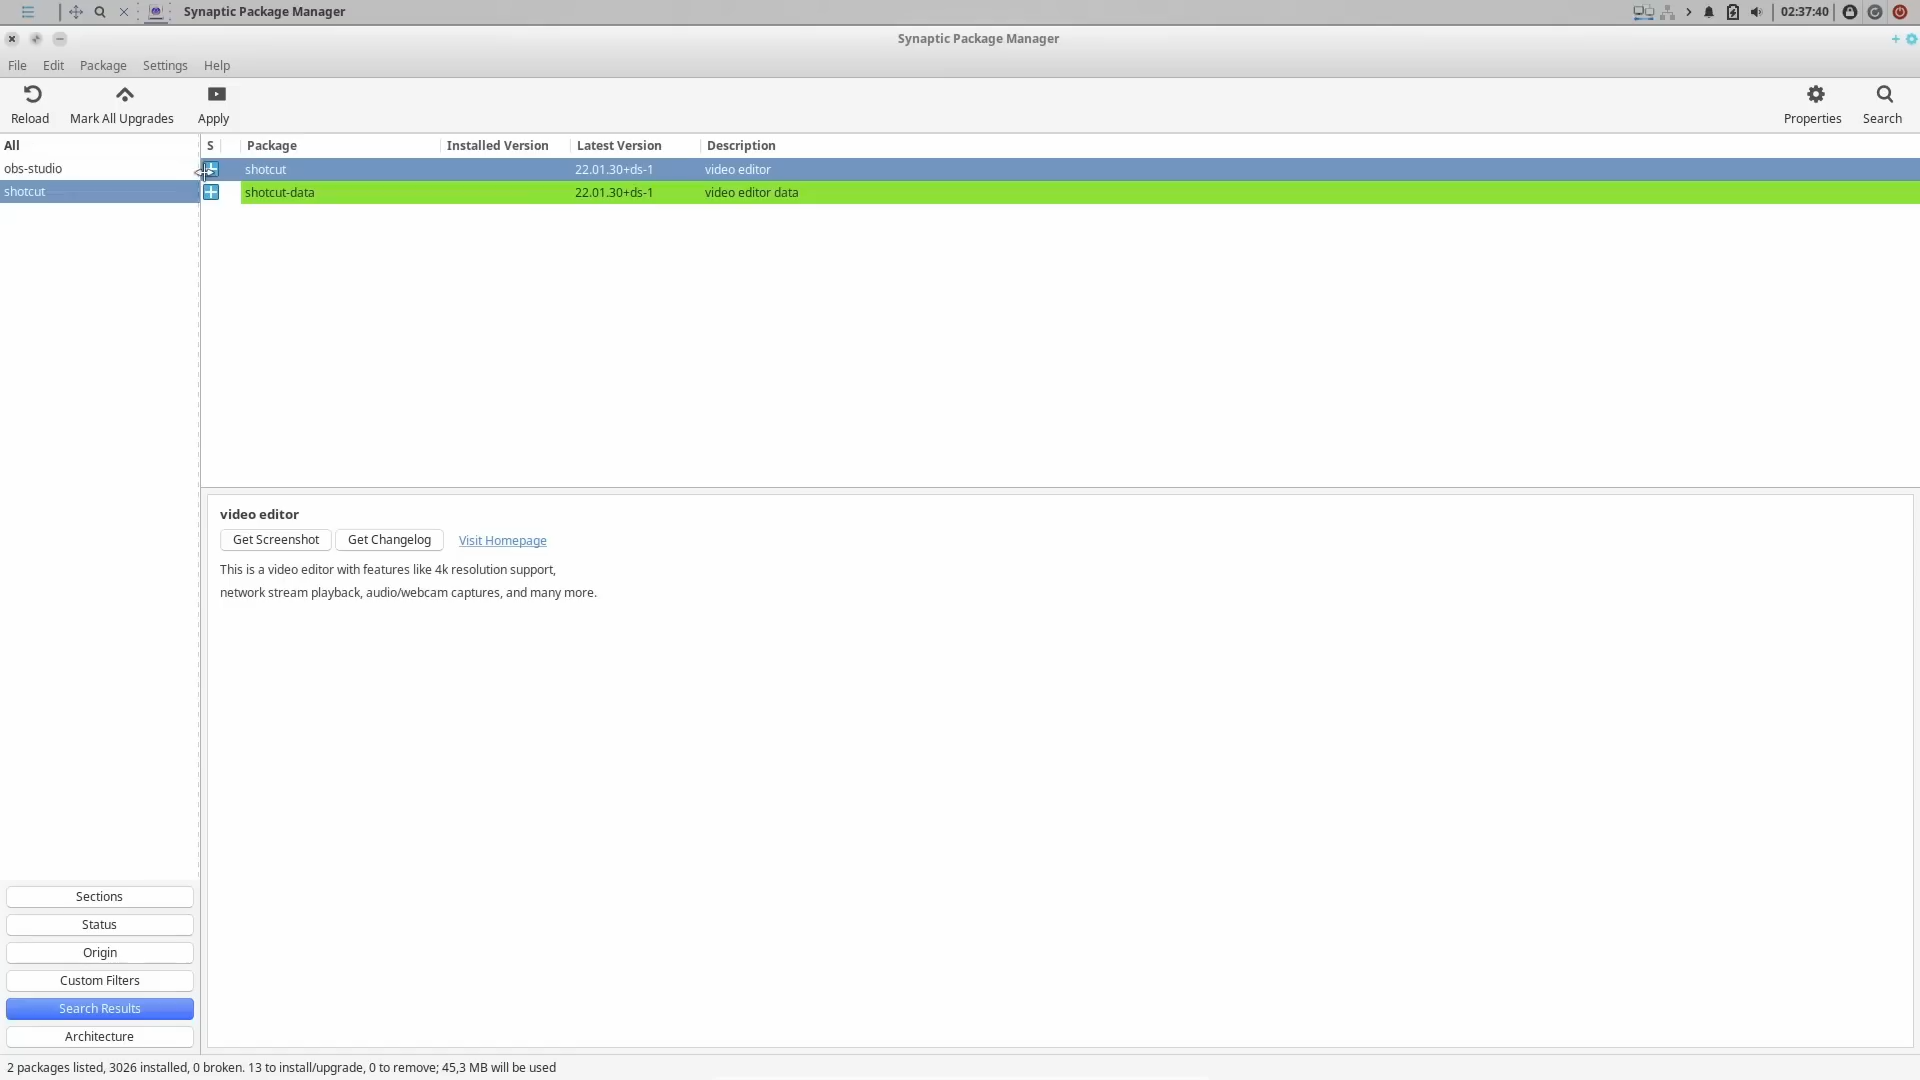 Synaptic Package Manager
02:37:40
Synaptic Package Manager
File Edit Package Settings Help
Reload Mark All Upgrades Apply Properties Search
All
obs-studio
shotcut
S Package Installed Version Latest Version Description
shotcut 22.01.30+ds-1 video editor
shotcut-data 22.01.30+ds-1 video editor data
video editor
Get Screenshot Get Changelog Visit Homepage
This is a video editor with features like 4k resolution support,
network stream playback, audio/webcam captures, and many more.
Sections
Status
Origin
Custom Filters
Search Results
Architecture
2 packages listed, 3026 installed, 0 broken. 13 to install/upgrade, 0 to remove; 45,3 MB will be used